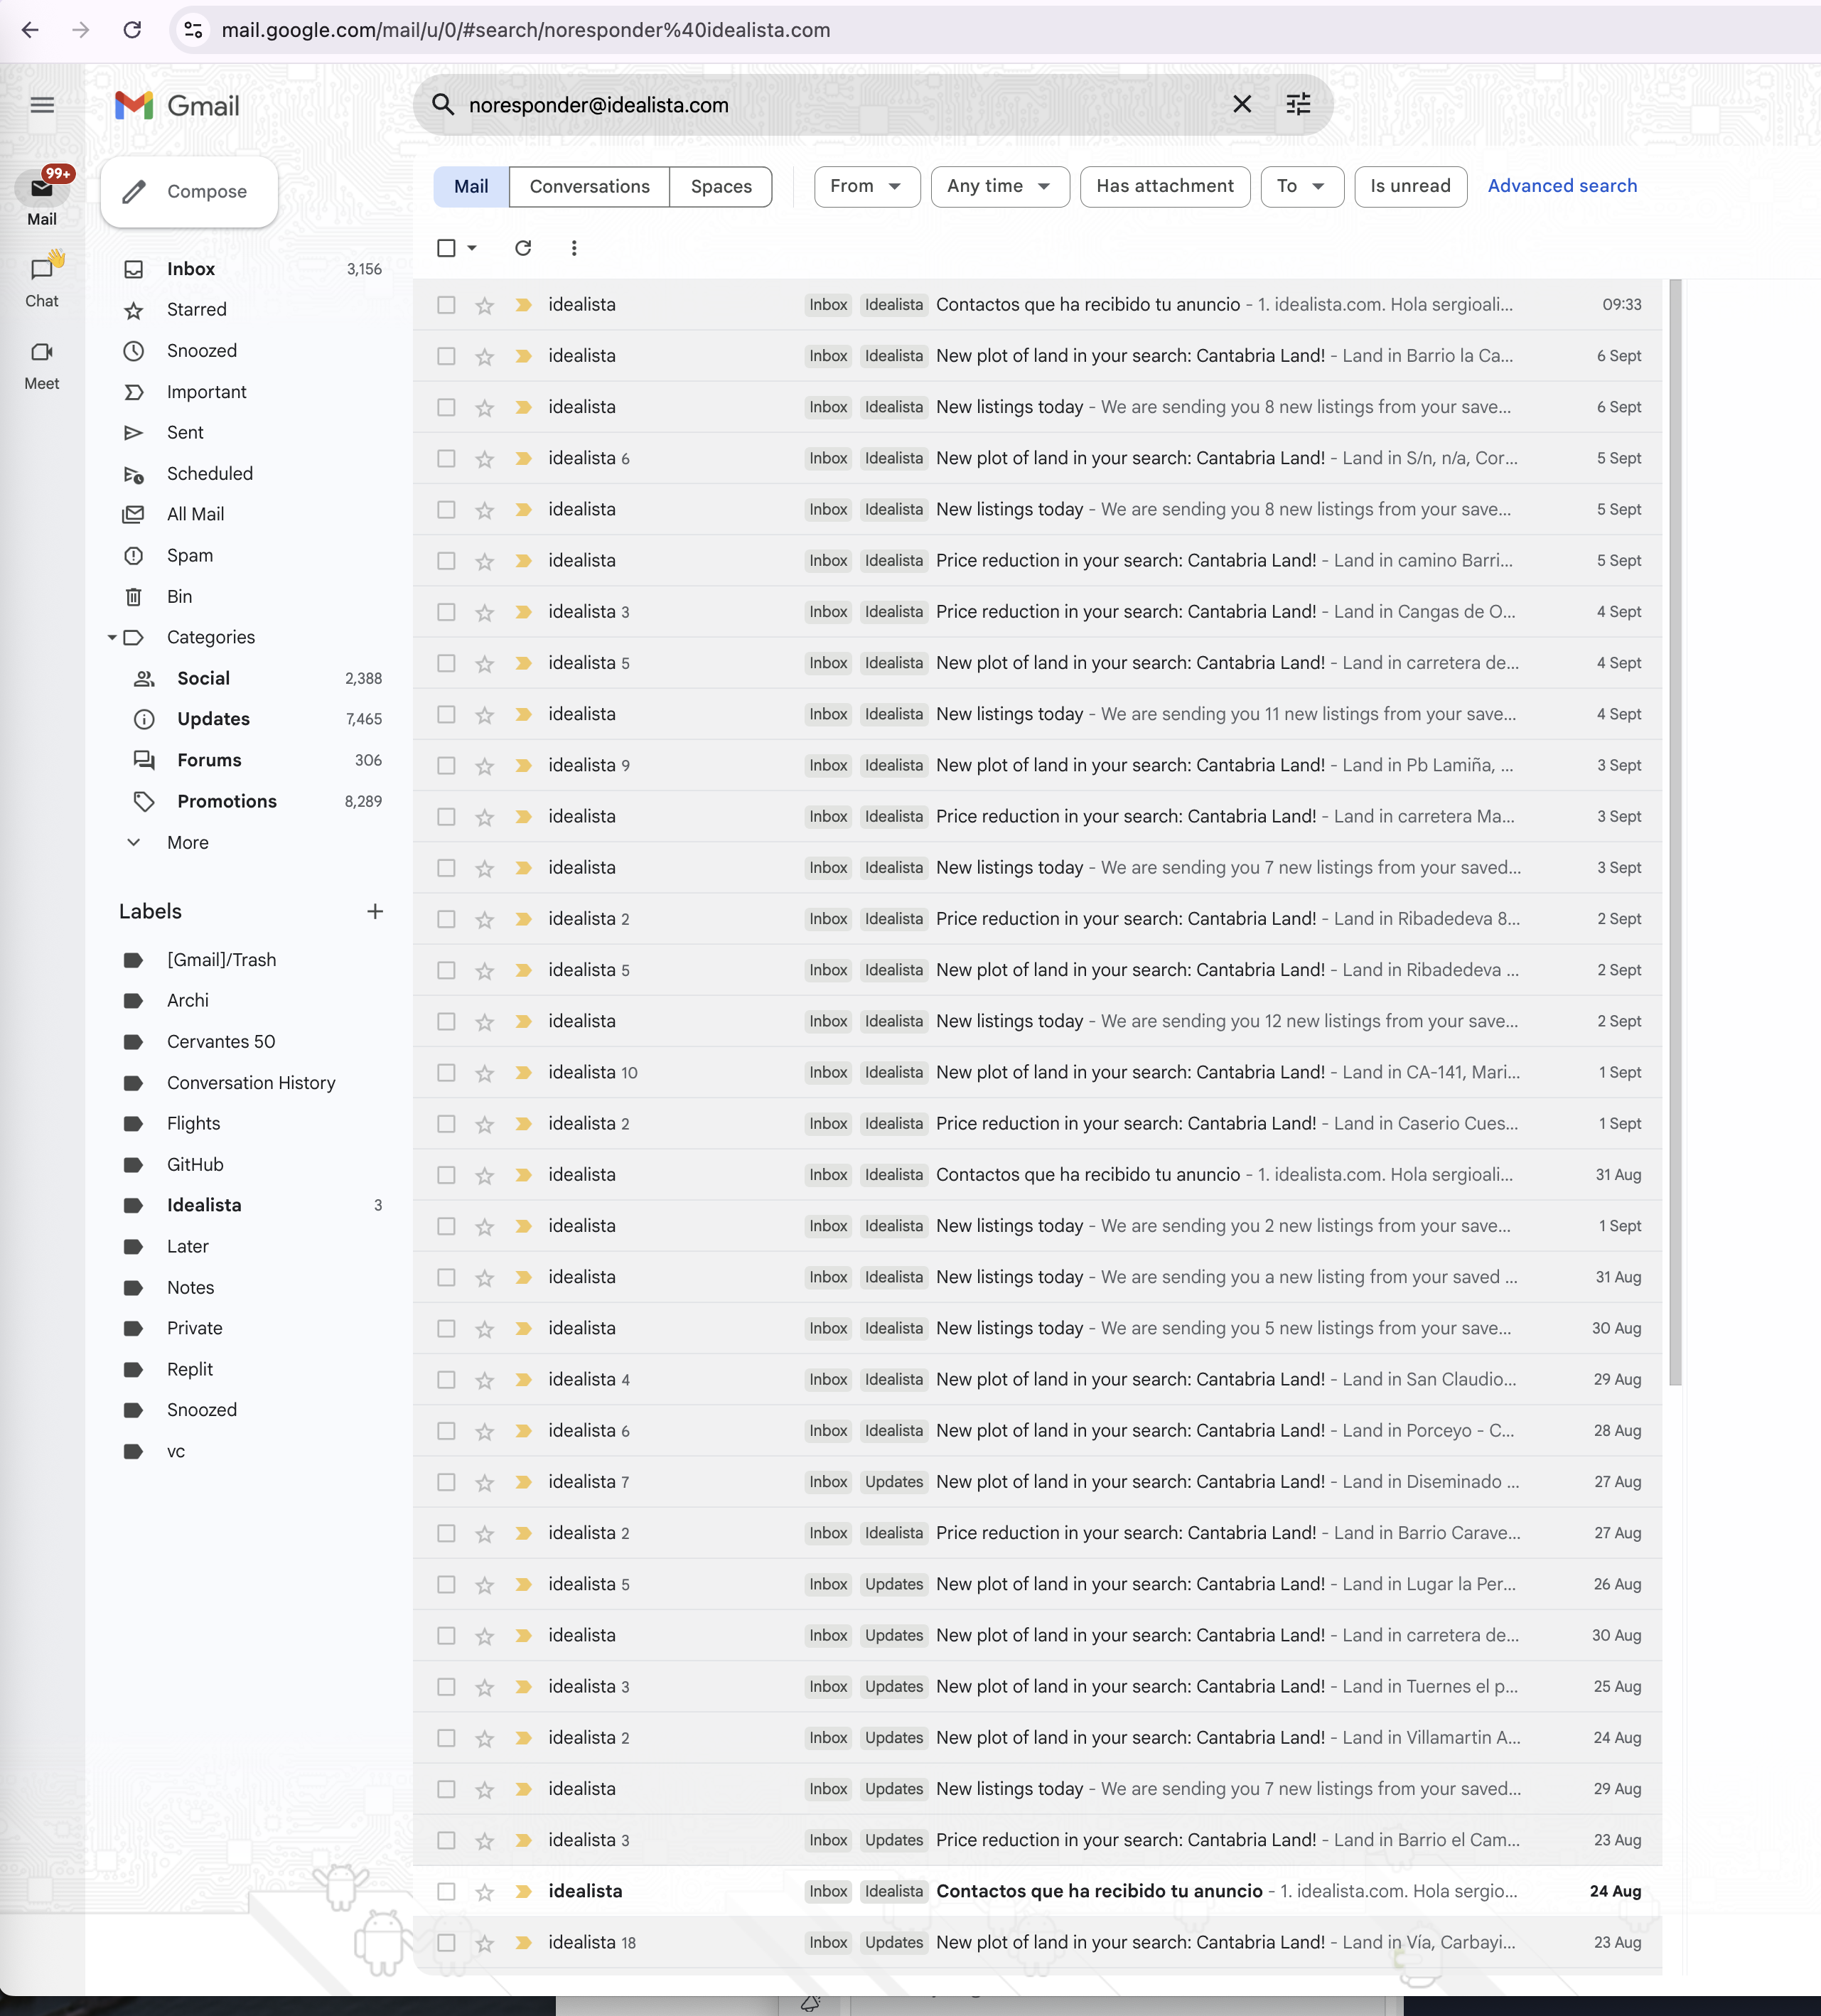 mail.google.com/mail/u/0/#search/noresponder%40idealista.com
Gmail
noresponder@idealista.com
99+
Mail
Chat
Meet
Compose
Inbox 3,156
Starred
Snoozed
Important
Sent
Scheduled
All Mail
Spam
Bin
Categories
Social 2,388
Updates 7,465
Forums 306
Promotions 8,289
More
Labels
[Gmail]/Trash
Archi
Cervantes 50
Conversation History
Flights
GitHub
Idealista 3
Later
Notes
Private
Replit
Snoozed
vc
Mail Conversations Spaces From Any time Has attachment To Is unread Advanced search
idealista Inbox Idealista Contactos que ha recibido tu anuncio - 1. idealista.com. Hola sergioali... 09:33
idealista Inbox Idealista New plot of land in your search: Cantabria Land! - Land in Barrio la Ca... 6 Sept
idealista Inbox Idealista New listings today - We are sending you 8 new listings from your save... 6 Sept
idealista 6 Inbox Idealista New plot of land in your search: Cantabria Land! - Land in S/n, n/a, Cor... 5 Sept
idealista Inbox Idealista New listings today - We are sending you 8 new listings from your save... 5 Sept
idealista Inbox Idealista Price reduction in your search: Cantabria Land! - Land in camino Barri... 5 Sept
idealista 3 Inbox Idealista Price reduction in your search: Cantabria Land! - Land in Cangas de O... 4 Sept
idealista 5 Inbox Idealista New plot of land in your search: Cantabria Land! - Land in carretera de... 4 Sept
idealista Inbox Idealista New listings today - We are sending you 11 new listings from your save... 4 Sept
idealista 9 Inbox Idealista New plot of land in your search: Cantabria Land! - Land in Pb Lamiña, ... 3 Sept
idealista Inbox Idealista Price reduction in your search: Cantabria Land! - Land in carretera Ma... 3 Sept
idealista Inbox Idealista New listings today - We are sending you 7 new listings from your saved... 3 Sept
idealista 2 Inbox Idealista Price reduction in your search: Cantabria Land! - Land in Ribadedeva 8... 2 Sept
idealista 5 Inbox Idealista New plot of land in your search: Cantabria Land! - Land in Ribadedeva ... 2 Sept
idealista Inbox Idealista New listings today - We are sending you 12 new listings from your save... 2 Sept
idealista 10 Inbox Idealista New plot of land in your search: Cantabria Land! - Land in CA-141, Mari... 1 Sept
idealista 2 Inbox Idealista Price reduction in your search: Cantabria Land! - Land in Caserio Cues... 1 Sept
idealista Inbox Idealista Contactos que ha recibido tu anuncio - 1. idealista.com. Hola sergioali... 31 Aug
idealista Inbox Idealista New listings today - We are sending you 2 new listings from your save... 1 Sept
idealista Inbox Idealista New listings today - We are sending you a new listing from your saved ... 31 Aug
idealista Inbox Idealista New listings today - We are sending you 5 new listings from your save... 30 Aug
idealista 4 Inbox Idealista New plot of land in your search: Cantabria Land! - Land in San Claudio... 29 Aug
idealista 6 Inbox Idealista New plot of land in your search: Cantabria Land! - Land in Porceyo - C... 28 Aug
idealista 7 Inbox Updates New plot of land in your search: Cantabria Land! - Land in Diseminado ... 27 Aug
idealista 2 Inbox Idealista Price reduction in your search: Cantabria Land! - Land in Barrio Carave... 27 Aug
idealista 5 Inbox Updates New plot of land in your search: Cantabria Land! - Land in Lugar la Per... 26 Aug
idealista Inbox Updates New plot of land in your search: Cantabria Land! - Land in carretera de... 30 Aug
idealista 3 Inbox Updates New plot of land in your search: Cantabria Land! - Land in Tuernes el p... 25 Aug
idealista 2 Inbox Updates New plot of land in your search: Cantabria Land! - Land in Villamartin A... 24 Aug
idealista Inbox Updates New listings today - We are sending you 7 new listings from your saved... 29 Aug
idealista 3 Inbox Updates Price reduction in your search: Cantabria Land! - Land in Barrio el Cam... 23 Aug
idealista Inbox Idealista Contactos que ha recibido tu anuncio - 1. idealista.com. Hola sergio... 24 Aug
idealista 18 Inbox Updates New plot of land in your search: Cantabria Land! - Land in Vía, Carbayi... 23 Aug